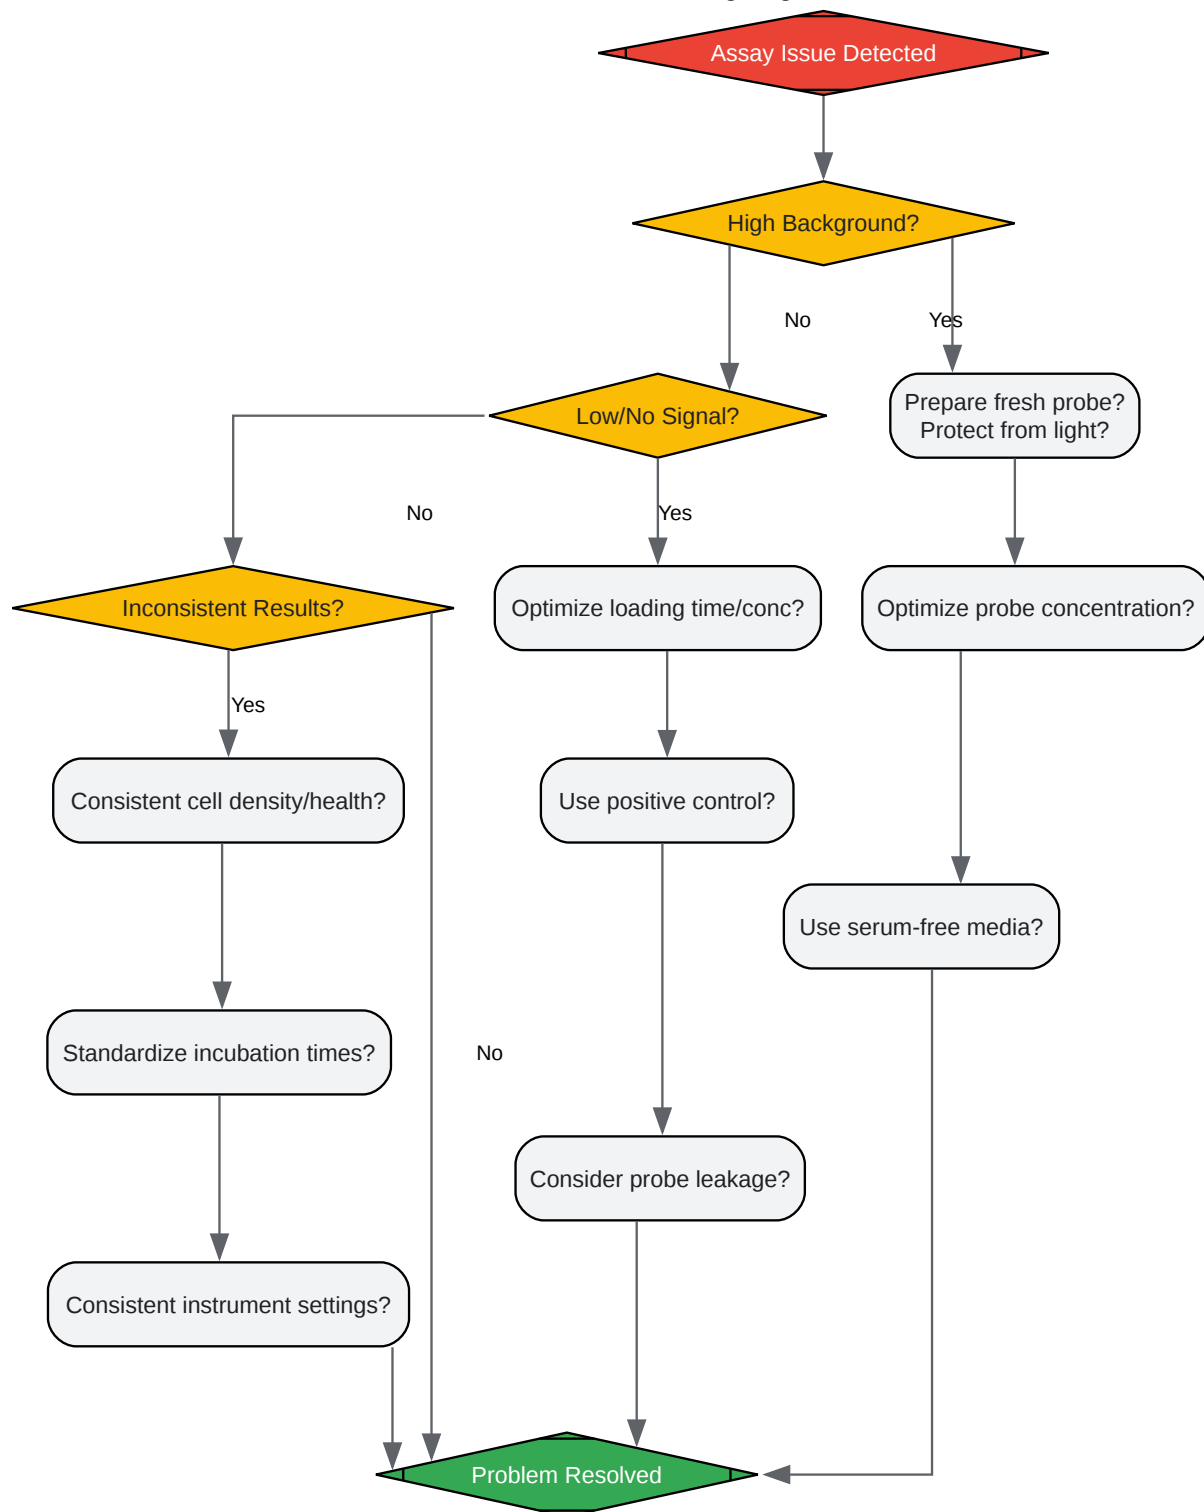 Assay Issue Detected
High Background?
No
Yes
Low/No Signal?
Prepare fresh probe?
Protect from light?
No
Yes
Inconsistent Results?
Optimize loading time/conc?
Optimize probe concentration?
Yes
Consistent cell density/health?
Use positive control?
Use serum-free media?
Standardize incubation times?
No
Consider probe leakage?
Consistent instrument settings?
Problem Resolved